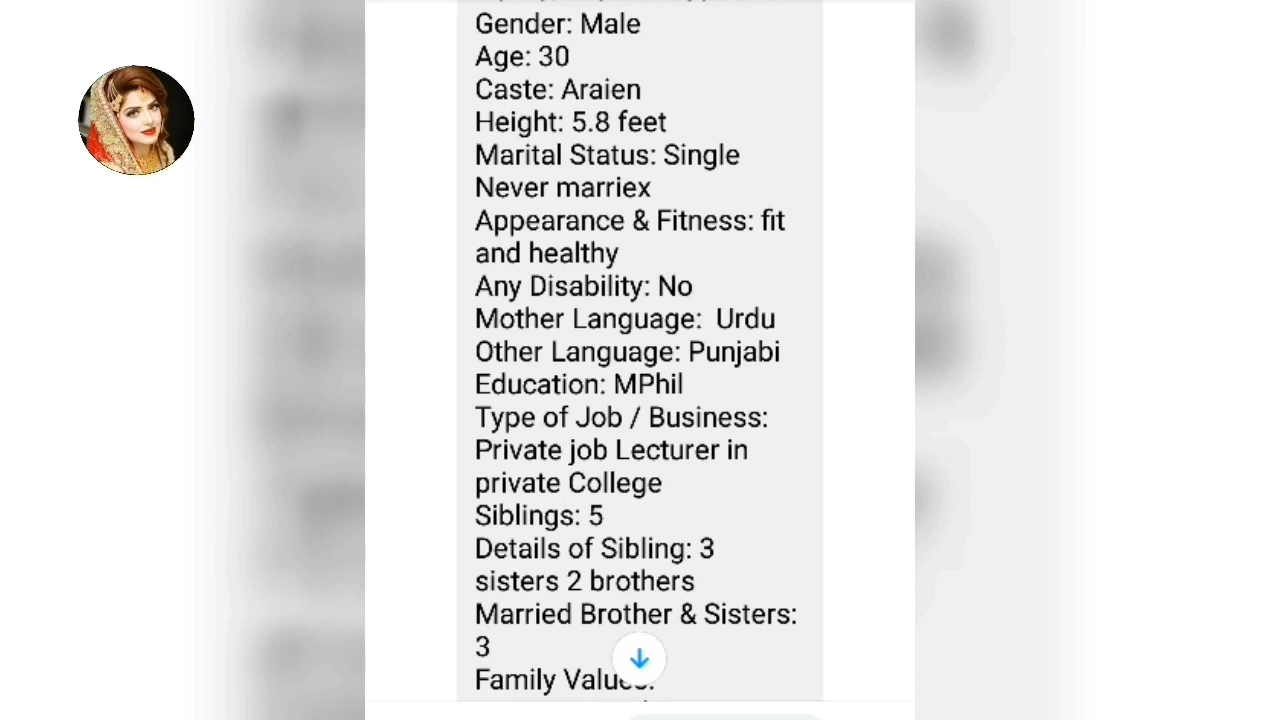 Gender: Male
Age: 30
Caste: Araien
Height: 5.8 feet
Marital Status: Single
Never marriex
Appearance & Fitness: fit
and healthy
Any Disability: No
Mother Language:  Urdu
Other Language: Punjabi
Education: MPhil
Type of Job / Business:
Private job Lecturer in
private College
Siblings: 5
Details of Sibling: 3
sisters 2 brothers
Married Brother & Sisters:
3
Family Values: